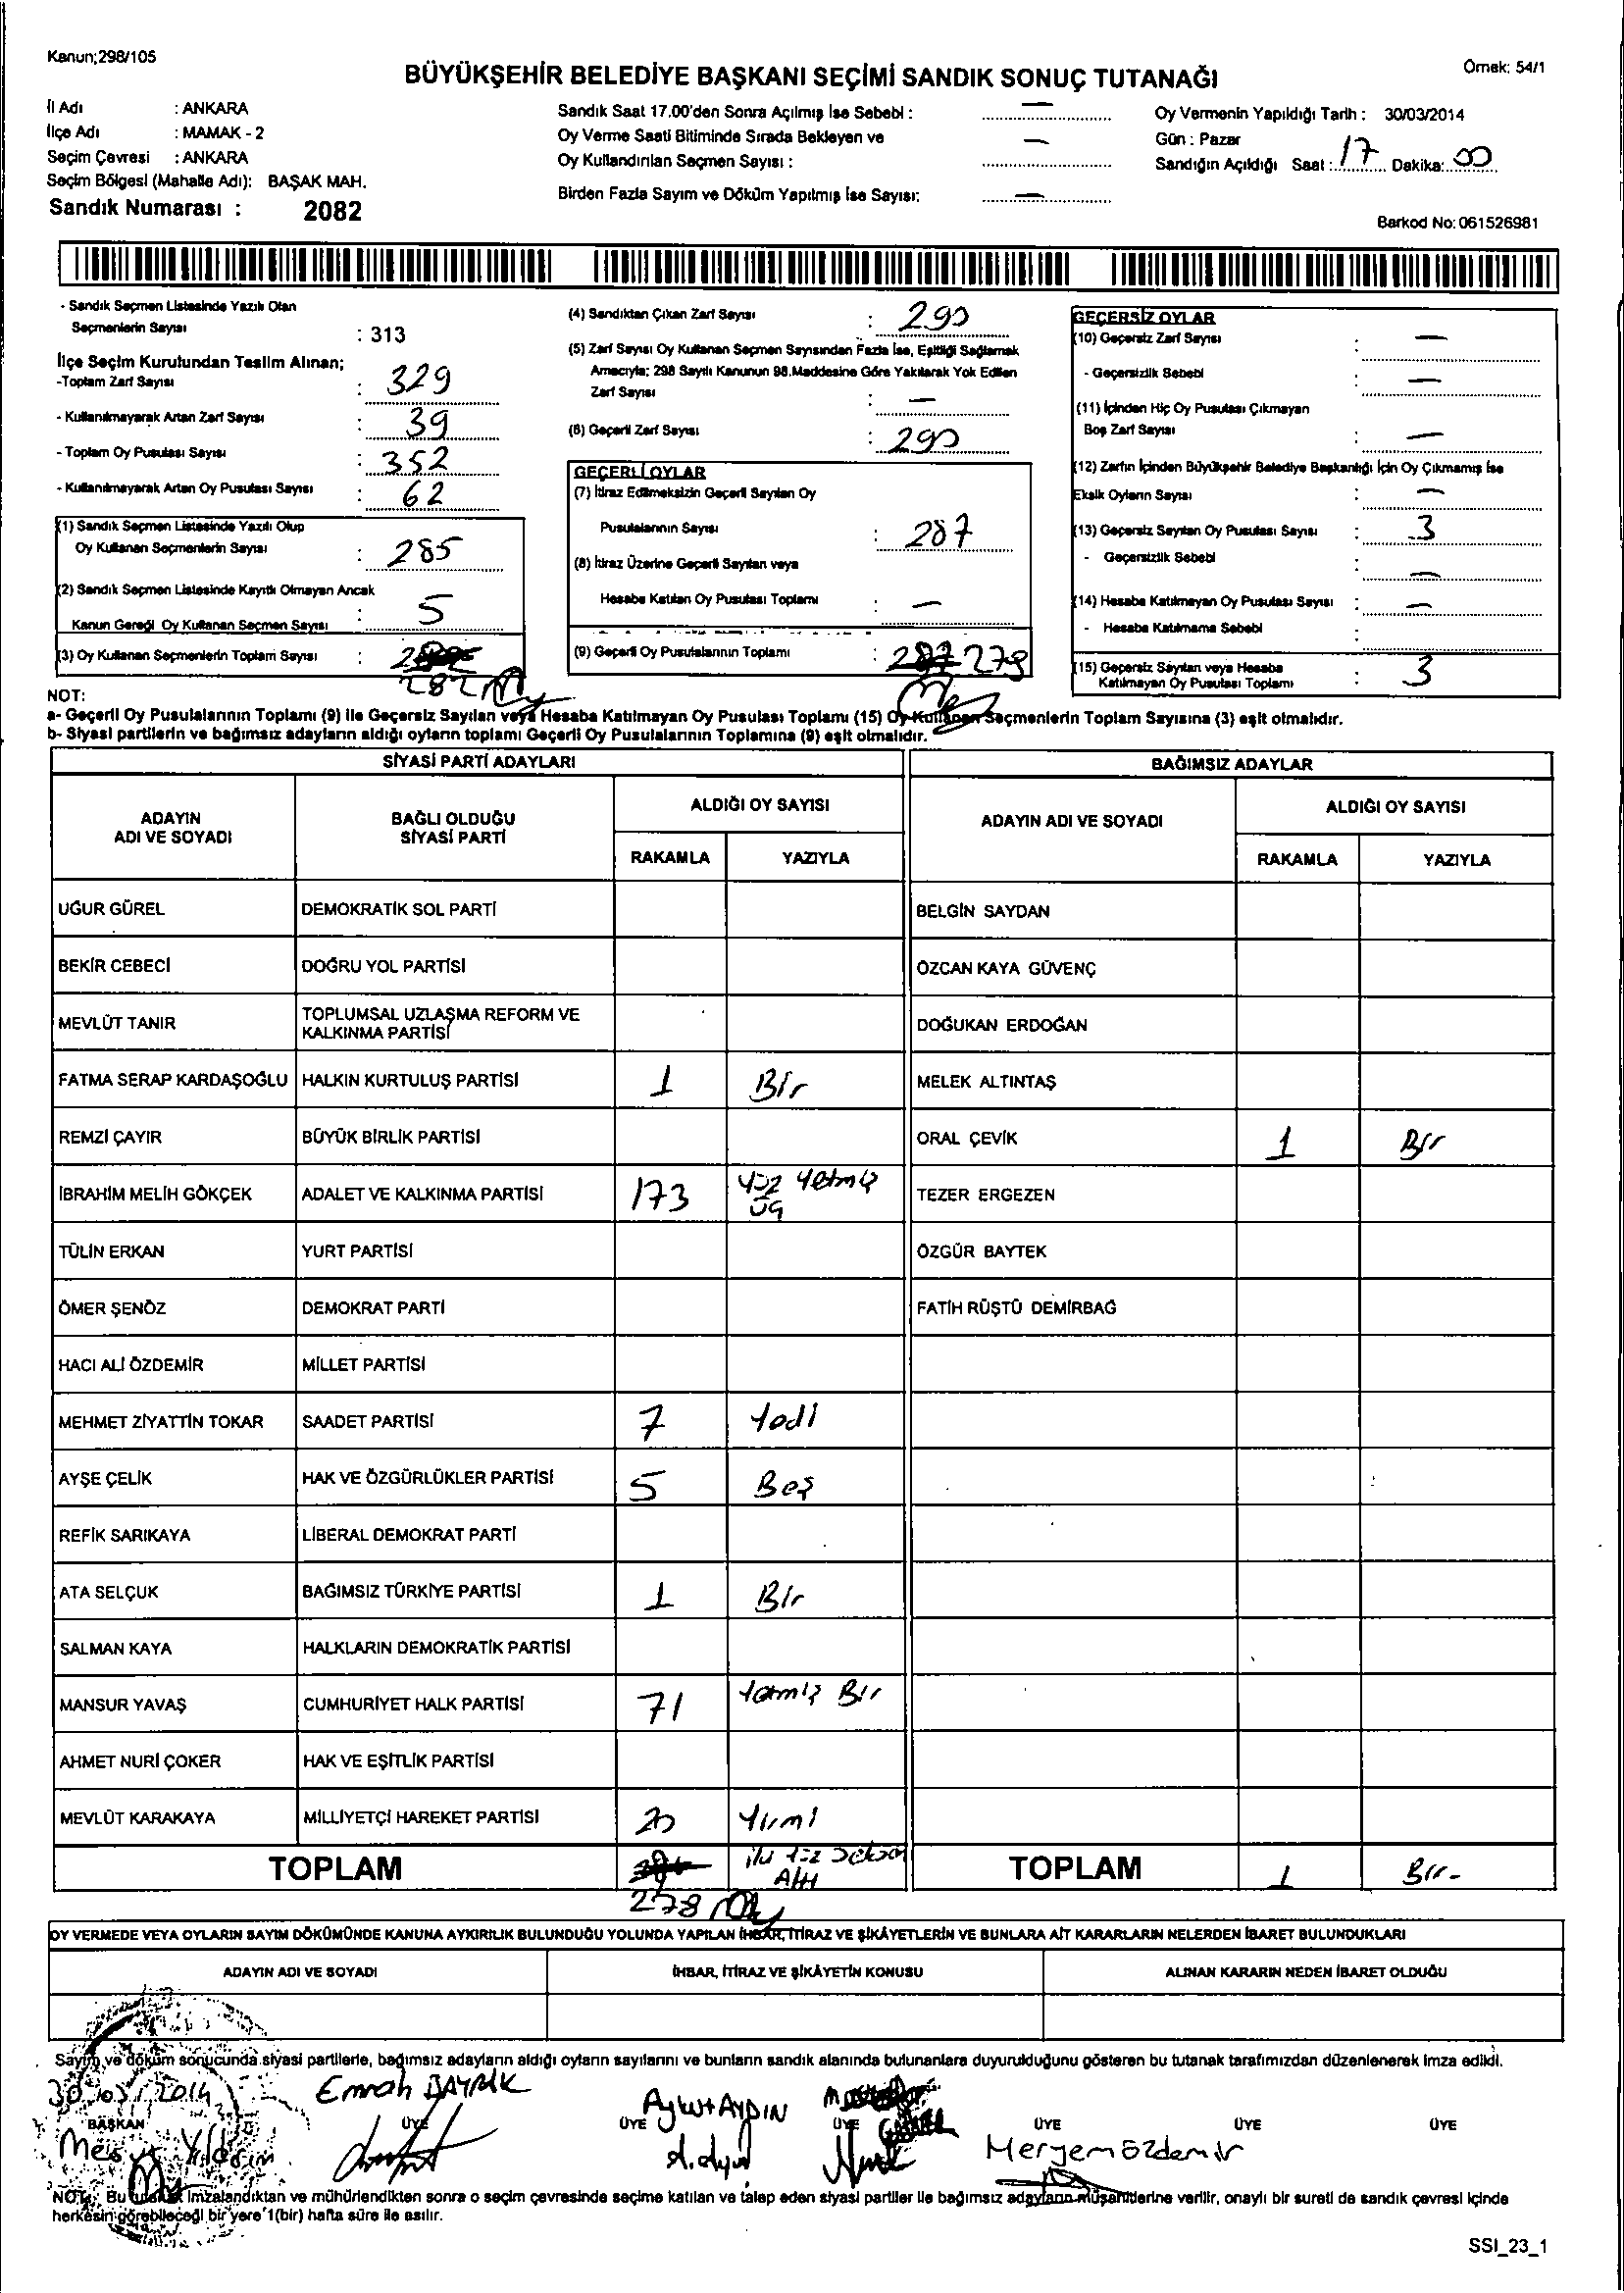 Kanun;298/105
BÜYÜKŞEHİR BELEDİYE BAŞKANI SEÇİMİ SANDIK SONUÇ TUTANAĞI
Örnek: 54/1
İl Adı : ANKARA
İlçe Adı : MAMAK - 2
Seçim Çevresi : ANKARA
Seçim Bölgesi (Mahalle Adı): BAŞAK MAH.
Sandık Numarası : 2082
Sandık Saat 17.00'den Sonra Açılmış İse Sebebi : —
Oy Verme Saati Bitiminde Sırada Bekleyen ve
Oy Kullandırılan Seçmen Sayısı : —
Birden Fazla Sayım ve Döküm Yapılmış İse Sayısı: —
Oy Vermenin Yapıldığı Tarih : 30/03/2014
Gün : Pazar
Sandığın Açıldığı Saat : 17 Dakika: 00
Barkod No: 061526981
- Sandık Seçmen Listesinde Yazılı Olan
Seçmenlerin Sayısı : 313
İlçe Seçim Kurulundan Teslim Alınan;
-Toplam Zarf Sayısı : 329
- Kullanılmayarak Artan Zarf Sayısı : 39
- Toplam Oy Pusulası Sayısı : 352
- Kullanılmayarak Artan Oy Pusulası Sayısı : 62
(1) Sandık Seçmen Listesinde Yazılı Olup
Oy Kullanan Seçmenlerin Sayısı : 285
(2) Sandık Seçmen Listesinde Kayıtlı Olmayan Ancak
Kanun Gereği Oy Kullanan Seçmen Sayısı : 5
(3) Oy Kullanan Seçmenlerin Toplam Sayısı :
282
(4) Sandıktan Çıkan Zarf Sayısı : 290
(5) Zarf Sayısı Oy Kullanan Seçmen Sayısından Fazla İse, Eşitliği Sağlamak
Amacıyla; 298 Sayılı Kanunun 98.Maddesine Göre Yakılarak Yok Edilen
Zarf Sayısı : —
(6) Geçerli Zarf Sayısı : 290
GEÇERLİ OYLAR
(7) İtiraz Edilmeksizin Geçerli Sayılan Oy
Pusulalarının Sayısı : 287
(8) İtiraz Üzerine Geçerli Sayılan veya
Hesaba Katılan Oy Pusulası Toplamı : —
(9) Geçerli Oy Pusulalarının Toplamı : 287 279
GEÇERSİZ OYLAR
(10) Geçersiz Zarf Sayısı : —
- Geçersizlik Sebebi : —
(11) İçinden Hiç Oy Pusulası Çıkmayan
Boş Zarf Sayısı : —
(12) Zarfın İçinden Büyükşehir Belediye Başkanlığı İçin Oy Çıkmamış İse
Eksik Oyların Sayısı : —
(13) Geçersiz Sayılan Oy Pusulası Sayısı : 3
- Geçersizlik Sebebi : —
(14) Hesaba Katılmayan Oy Pusulası Sayısı : —
- Hesaba Katılmama Sebebi :
(15) Geçersiz Sayılan veya Hesaba
Katılmayan Oy Pusulası Toplamı : 3
NOT:
a- Geçerli Oy Pusulalarının Toplamı (9) ile Geçersiz Sayılan veya Hesaba Katılmayan Oy Pusulası Toplamı (15) Oy Kullanan Seçmenlerin Toplam Sayısına (3) eşit olmalıdır.
b- Siyasi partilerin ve bağımsız adayların aldığı oyların toplamı Geçerli Oy Pusulalarının Toplamına (9) eşit olmalıdır.
SİYASİ PARTİ ADAYLARI BAĞIMSIZ ADAYLAR
ADAYIN ADI VE SOYADI BAĞLI OLDUĞU SİYASİ PARTİ ALDIĞI OY SAYISI ADAYIN ADI VE SOYADI ALDIĞI OY SAYISI
RAKAMLA YAZIYLA RAKAMLA YAZIYLA
UĞUR GÜREL DEMOKRATİK SOL PARTİ BELGİN SAYDAN
BEKİR CEBECİ DOĞRU YOL PARTİSİ ÖZCAN KAYA GÜVENÇ
MEVLÜT TANIR TOPLUMSAL UZLAŞMA REFORM VE KALKINMA PARTİSİ DOĞUKAN ERDOĞAN
FATMA SERAP KARDAŞOĞLU HALKIN KURTULUŞ PARTİSİ 1 Bir MELEK ALTINTAŞ
REMZİ ÇAYIR BÜYÜK BİRLİK PARTİSİ ORAL ÇEVİK 1 Bir
İBRAHİM MELİH GÖKÇEK ADALET VE KALKINMA PARTİSİ 173 Yüz Yetmiş Üç TEZER ERGEZEN
TÜLİN ERKAN YURT PARTİSİ ÖZGÜR BAYTEK
ÖMER ŞENÖZ DEMOKRAT PARTİ FATİH RÜŞTÜ DEMİRBAĞ
HACI ALİ ÖZDEMİR MİLLET PARTİSİ
MEHMET ZİYATTİN TOKAR SAADET PARTİSİ 7 Yedi
AYŞE ÇELİK HAK VE ÖZGÜRLÜKLER PARTİSİ 5 Beş
REFİK SARIKAYA LİBERAL DEMOKRAT PARTİ
ATA SELÇUK BAĞIMSIZ TÜRKİYE PARTİSİ 1 Bir
SALMAN KAYA HALKLARIN DEMOKRATİK PARTİSİ
MANSUR YAVAŞ CUMHURİYET HALK PARTİSİ 71 Yetmiş Bir
AHMET NURİ ÇOKER HAK VE EŞİTLİK PARTİSİ
MEVLÜT KARAKAYA MİLLİYETÇİ HAREKET PARTİSİ 20 Yirmi
TOPLAM iki Yüz Seksen Altı TOPLAM 1 Bir-
278
OY VERMEDE VEYA OYLARIN SAYIM DÖKÜMÜNDE KANUNA AYKIRILIK BULUNDUĞU YOLUNDA YAPILAN İHBAR, İTİRAZ VE ŞİKÂYETLERİN VE BUNLARA AİT KARARLARIN NELERDEN İBARET BULUNDUKLARI
ADAYIN ADI VE SOYADI İHBAR, İTİRAZ VE ŞİKÂYETİN KONUSU ALINAN KARARIN NEDEN İBARET OLDUĞU
Sayım ve döküm sonucunda siyasi partilerle, bağımsız adayların aldığı oyların sayılarını ve bunların sandık alanında bulunanlara duyurulduğunu gösteren bu tutanak tarafımızdan düzenlenerek imza edildi.
30/03/2014 Emrah BAYRAK Aykut AYDIN
BAŞKAN ÜYE ÜYE ÜYE ÜYE ÜYE ÜYE
Mesut Yıldırım A.Aydın Meryem Özdemir
NOT: Bu tutanak imzalandıktan ve mühürlendikten sonra o seçim çevresinde seçime katılan ve talep eden siyasi partiler ile bağımsız adayların müşahitlerine verilir, onaylı bir sureti de sandık çevresi içinde
herkesin görebileceği bir yere 1(bir) hafta süre ile asılır.
SSI_23_1